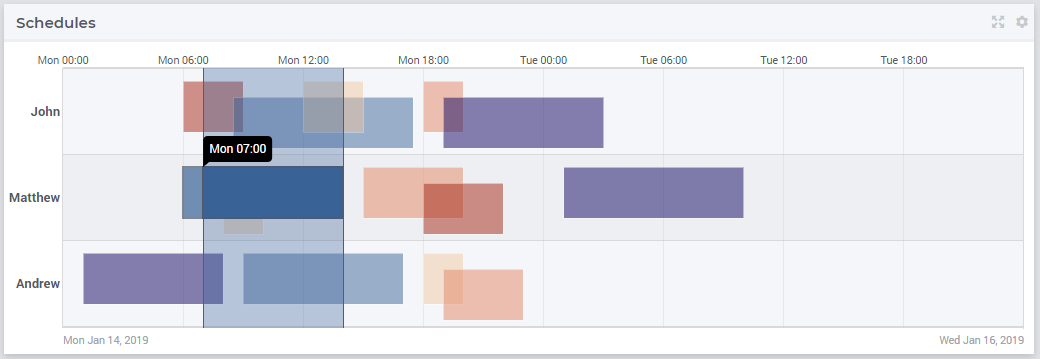 Schedules
Mon 00:00 Mon 06:00 Mon 12:00 Mon 18:00 Tue 00:00 Tue 06:00 Tue 12:00 Tue 18:00
John
Mon 07:00
Matthew
Andrew
Mon Jan 14, 2019 Wed Jan 16, 2019